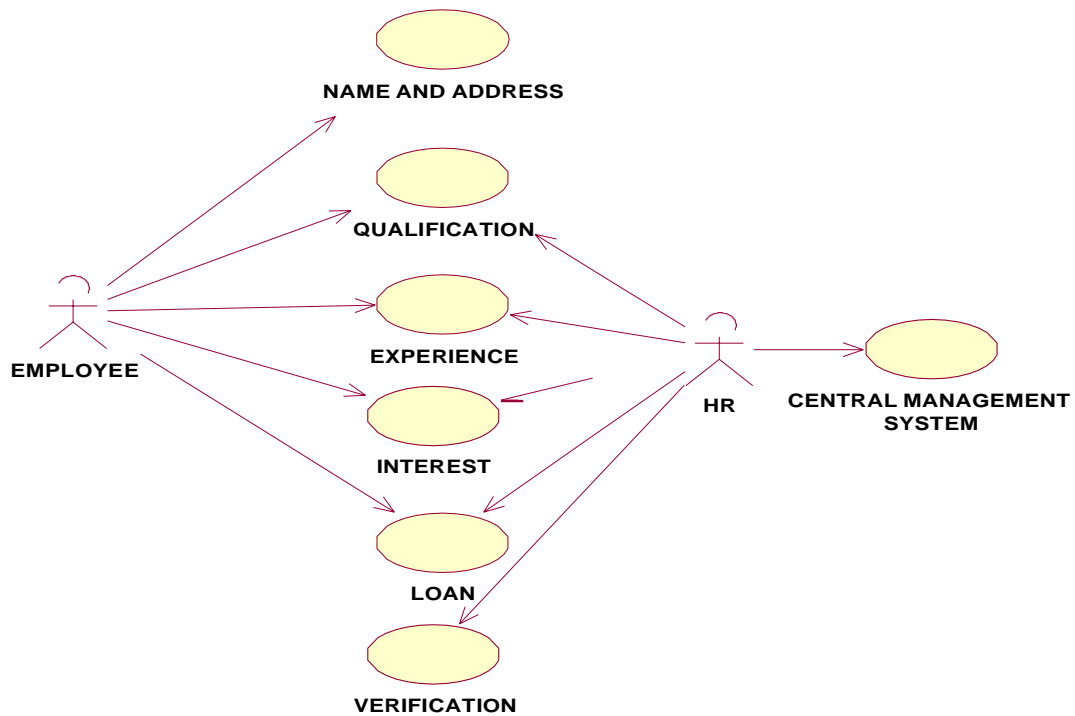 NAME AND ADDRESS
QUALIFICATION
EXPERIENCE
EMPLOYEE
HR
CENTRAL MANAGEMENT
SYSTEM
INTEREST
LOAN
VERIFICATION